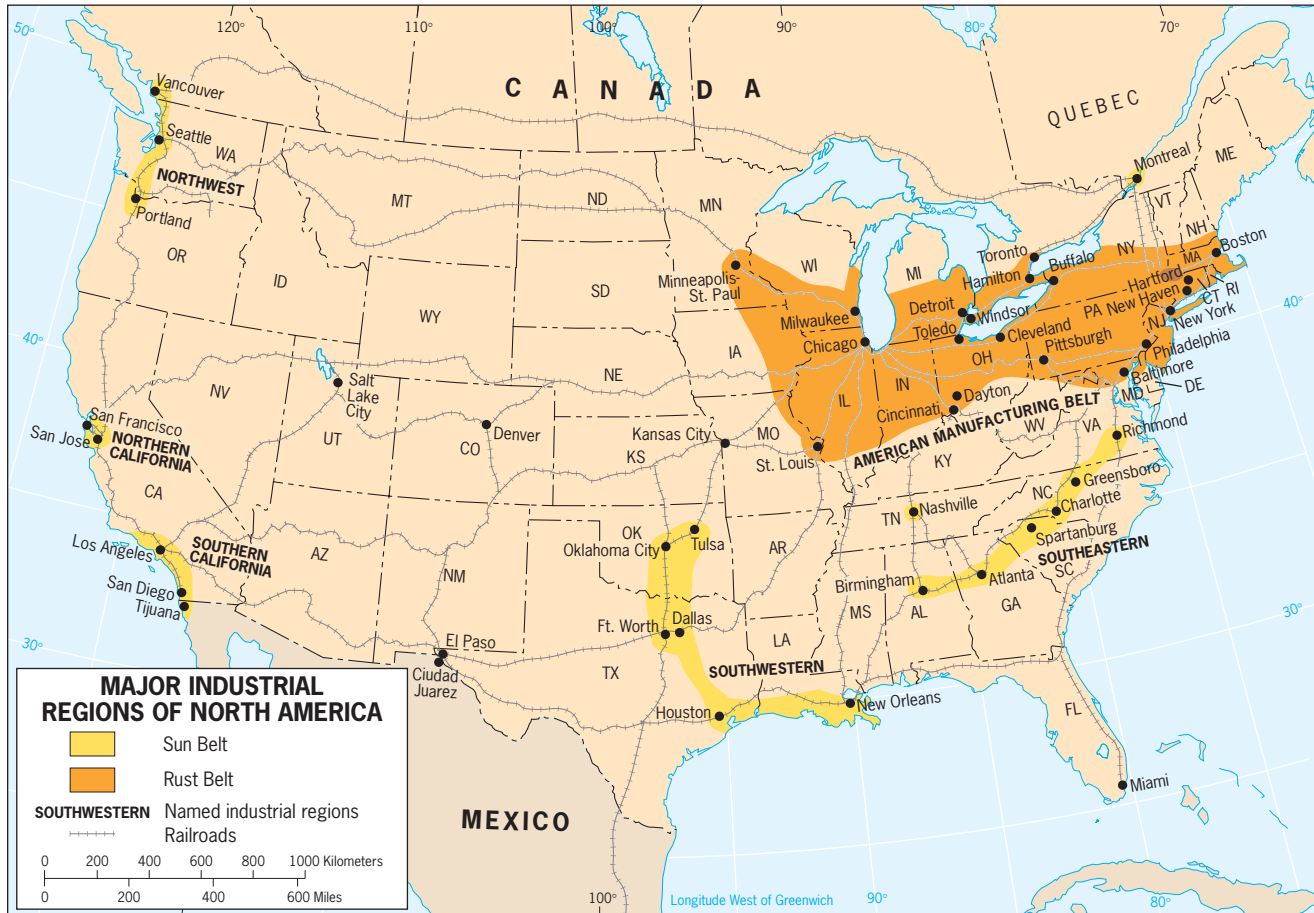 120°
110°
100°
90°
80°
70°
50°
40°
30°
40°
30°
CANADA
QUEBEC
Vancouver
Seattle
WA
NORTHWEST
Portland
OR
ID
MT
ND
MN
SD
WY
NE
IA
WI
MI
Minneapolis-
St. Paul
Milwaukee
Chicago
Detroit
Windsor
Toledo
Toronto
Hamilton
Buffalo
Montreal
ME
VT
NH
NY
MA
Boston
Hartford
New Haven
CT
RI
PA
NJ
New York
Cleveland
Pittsburgh
Philadelphia
Baltimore
MD
DE
OH
IN
IL
Dayton
Cincinnati
AMERICAN MANUFACTURING BELT
WV
VA
Richmond
KY
St. Louis
MO
Kansas City
KS
NV
UT
Salt
Lake
City
CO
Denver
San Francisco
San Jose
NORTHERN
CALIFORNIA
CA
Los Angeles
SOUTHERN
CALIFORNIA
San Diego
Tijuana
AZ
NM
El Paso
Ciudad
Juarez
OK
Oklahoma City
Tulsa
AR
Ft. Worth
Dallas
TX
LA
SOUTHWESTERN
Houston
New Orleans
MS
AL
Birmingham
TN
Nashville
NC
Greensboro
Charlotte
Spartanburg
SOUTHEASTERN
SC
Atlanta
GA
FL
Miami
MEXICO
MAJOR INDUSTRIAL
REGIONS OF NORTH AMERICA
Sun Belt
Rust Belt
SOUTHWESTERN Named industrial regions
Railroads
0 200 400 600 800 1000 Kilometers
0 200 400 600 Miles
100°
Longitude West of Greenwich
90°
80°